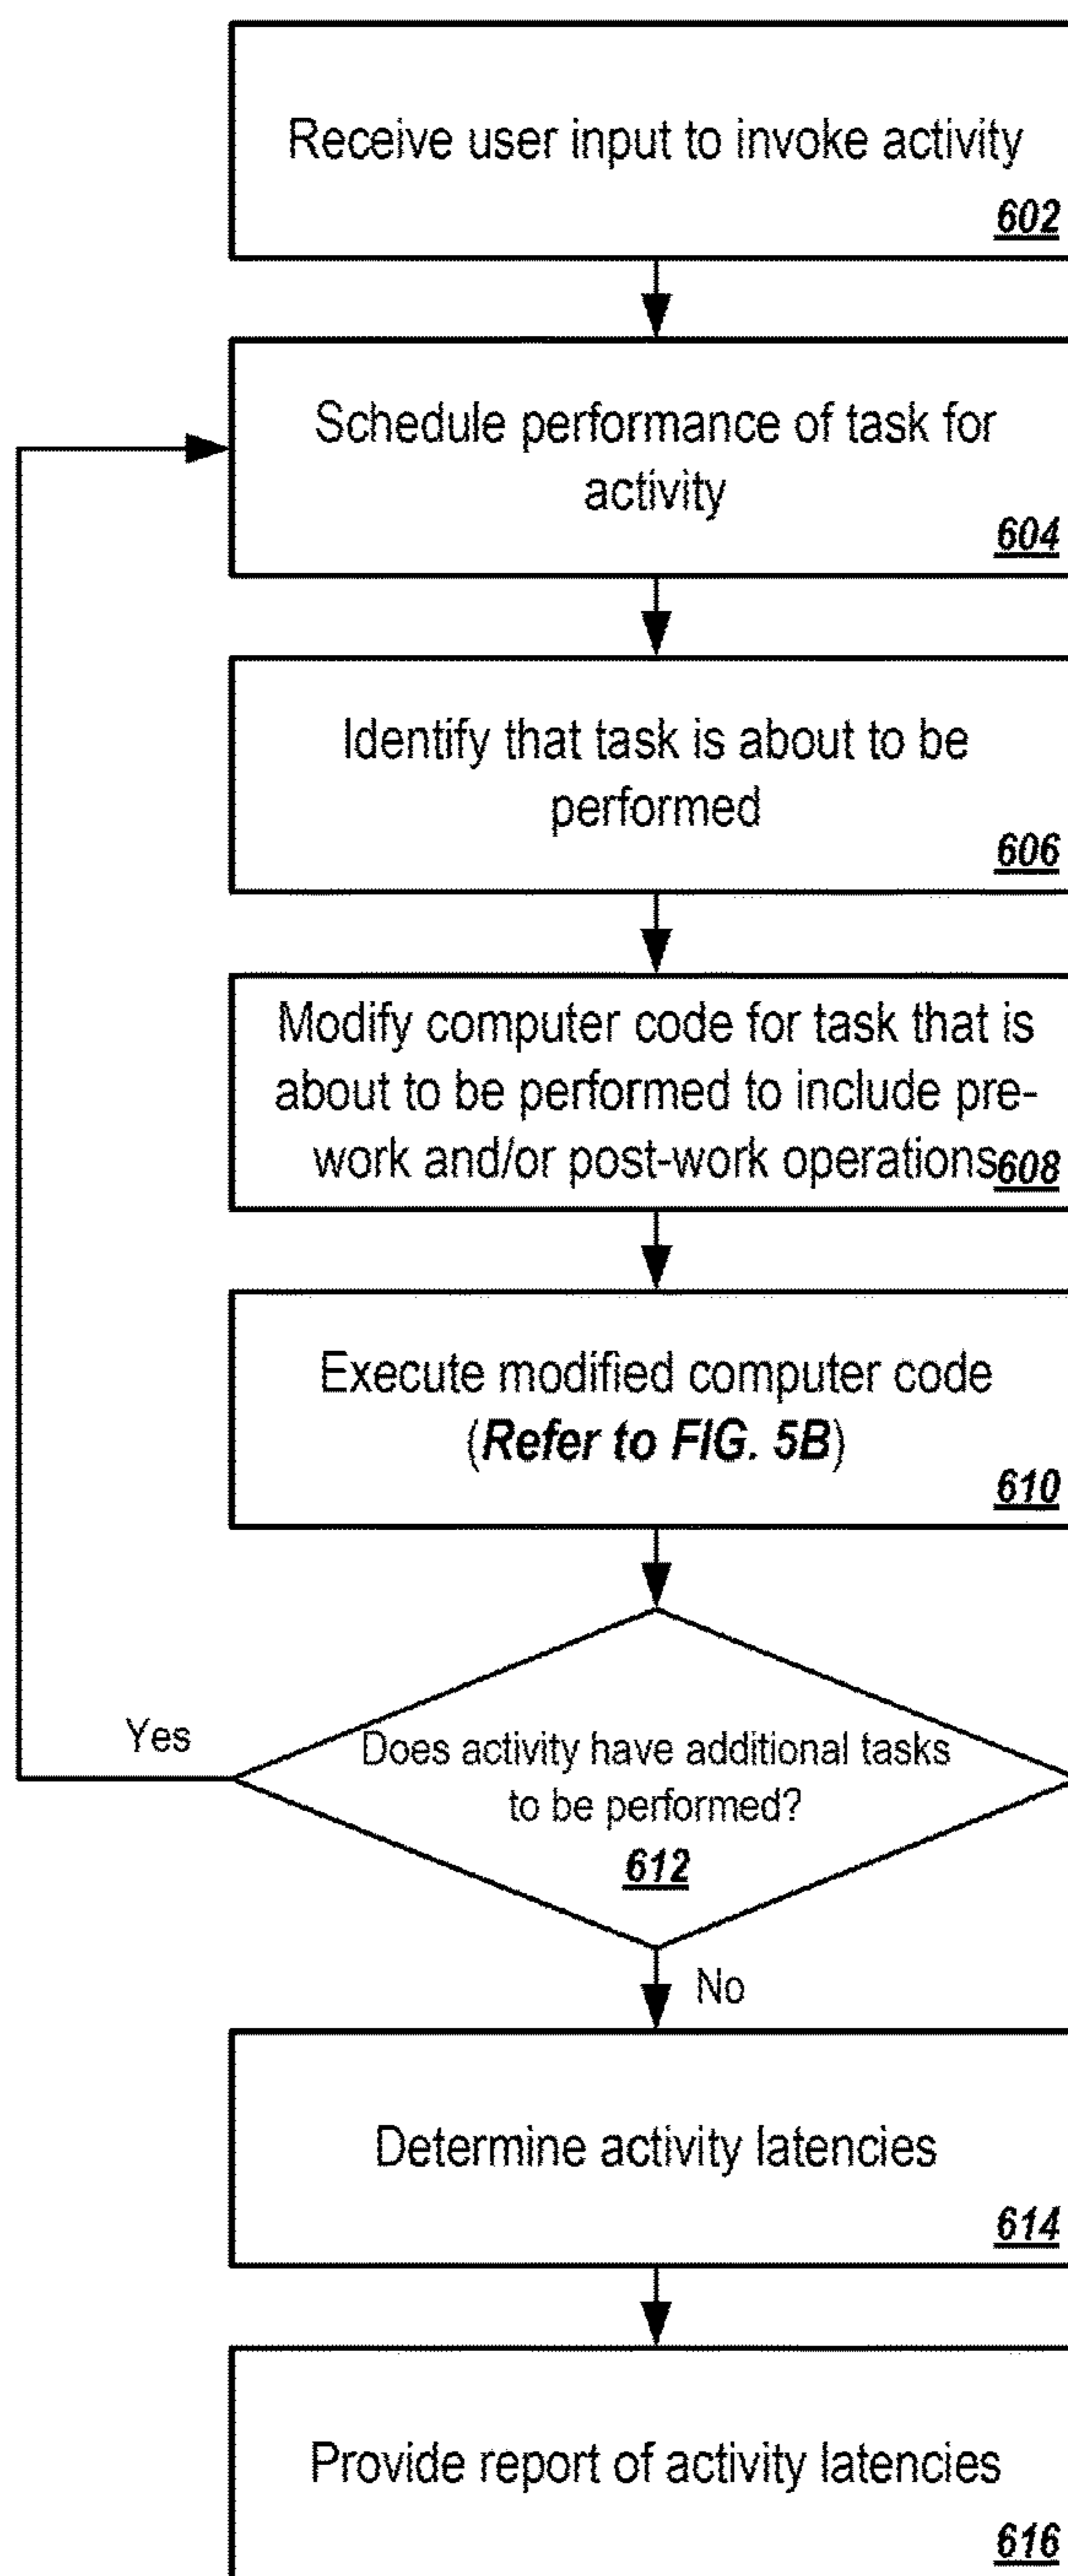 Receive user input to invoke activity
602
Schedule performance of task for
activity
604
Identify that task is about to be
performed
606
Modify computer code for task that is
about to be performed to include pre-
work and/or post-work operations
608
Execute modified computer code
(Refer to FIG. 5B)
610
Yes
Does activity have additional tasks
to be performed?
612
No
Determine activity latencies
614
Provide report of activity latencies
616